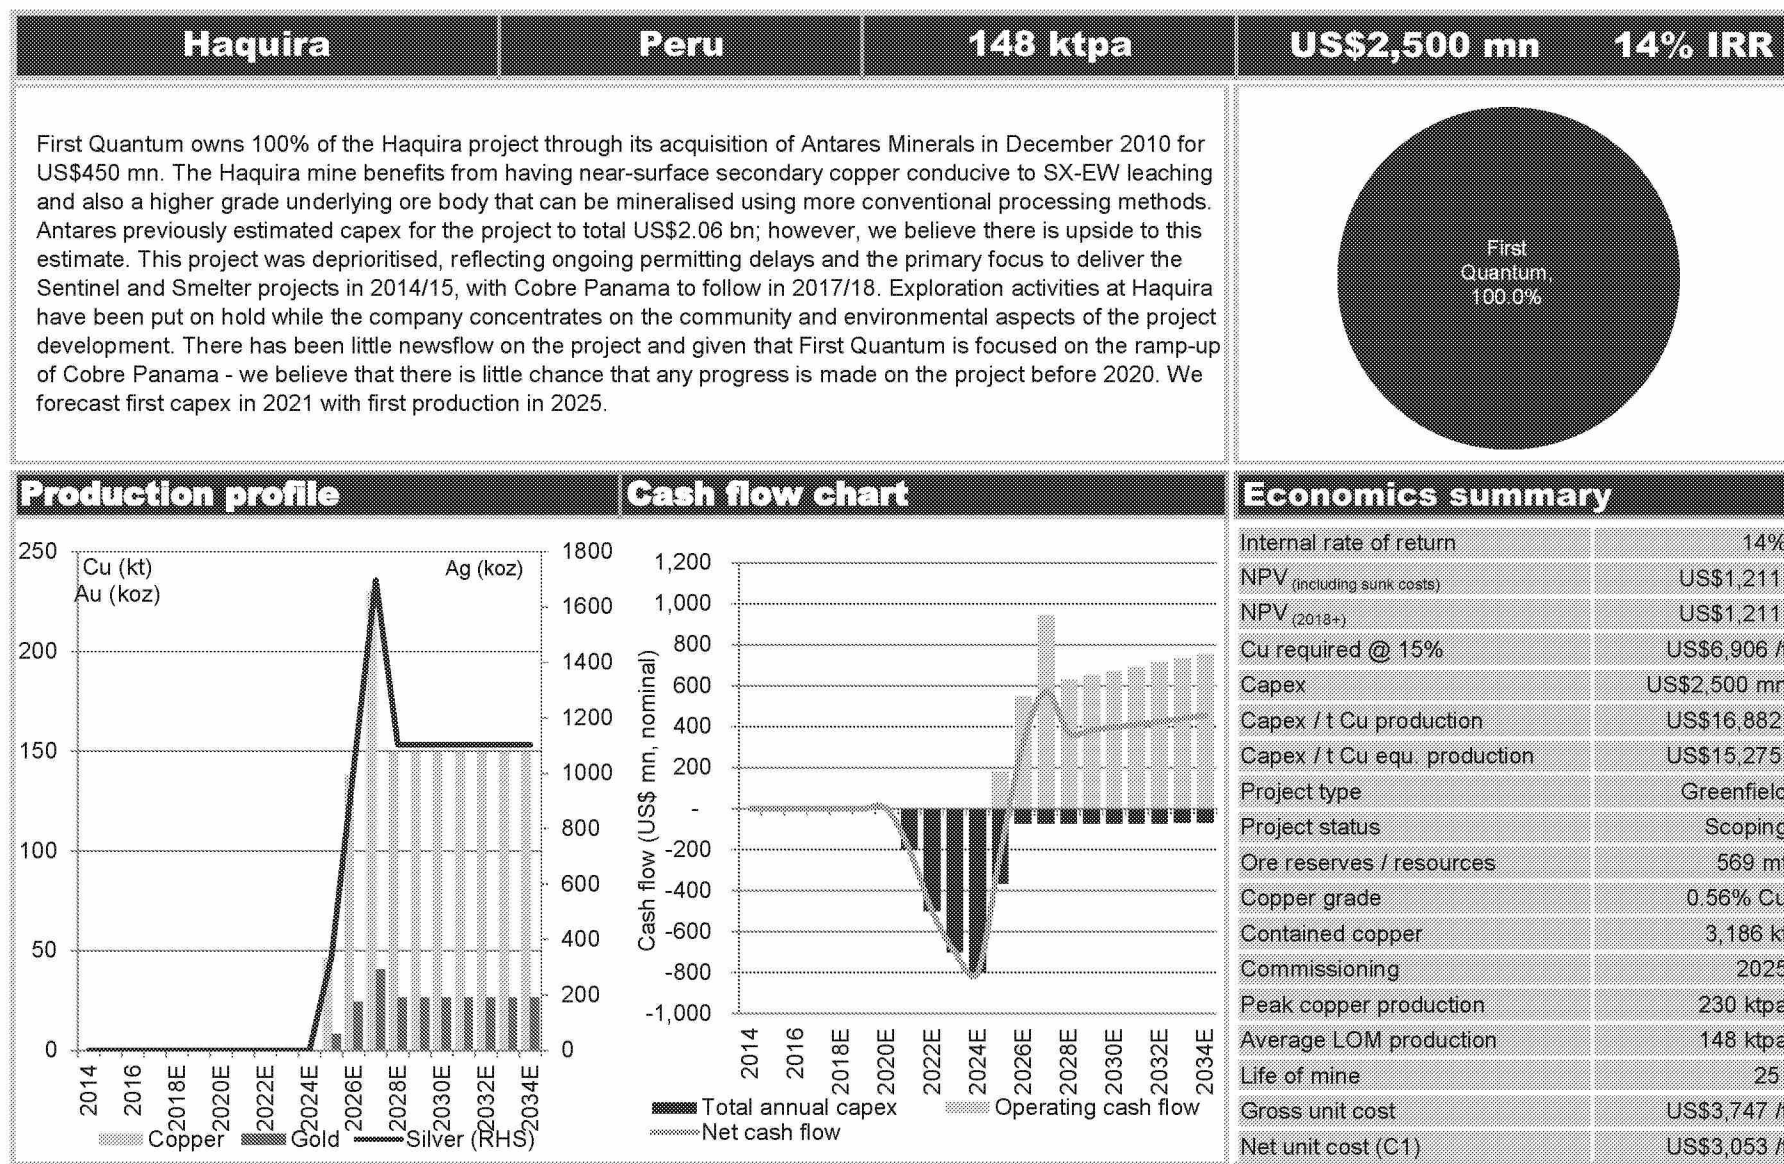 Haquira Peru 148 ktpa US$2,500 mn 14% IRR
First Quantum owns 100% of the Haquira project through its acquisition of Antares Minerals in December 2010 for
US$450 mn. The Haquira mine benefits from having near-surface secondary copper conducive to SX-EW leaching
and also a higher grade underlying ore body that can be mineralised using more conventional processing methods.
Antares previously estimated capex for the project to total US$2.06 bn; however, we believe there is upside to this
estimate. This project was deprioritised, reflecting ongoing permitting delays and the primary focus to deliver the
Sentinel and Smelter projects in 2014/15, with Cobre Panama to follow in 2017/18. Exploration activities at Haquira
have been put on hold while the company concentrates on the community and environmental aspects of the project
development. There has been little newsflow on the project and given that First Quantum is focused on the ramp-up
of Cobre Panama - we believe that there is little chance that any progress is made on the project before 2020. We
forecast first capex in 2021 with first production in 2025.
First
Quantum,
100.0%
Production profile
250
200
150
100
50
0
Cu (kt)
Au (koz)
Ag (koz)
1800
1600
1400
1200
1000
800
600
400
200
0
2014 2016 2018E 2020E 2022E 2024E 2026E 2028E 2030E 2032E 2034E
Copper Gold Silver (RHS)
Cash flow chart
Cash flow (US$ mn, nominal)
1,200
1,000
800
600
400
200
-
-200
-400
-600
-800
-1,000
2014 2016 2018E 2020E 2022E 2024E 2026E 2028E 2030E 2032E 2034E
Total annual capex Operating cash flow
Net cash flow
Economics summary
Internal rate of return 14%
NPV (including sunk costs) US$1,211
NPV (2018+) US$1,211
Cu required @ 15% US$6,906 /t
Capex US$2,500 mn
Capex / t Cu production US$16,882
Capex / t Cu equ. production US$15,275
Project type Greenfield
Project status Scoping
Ore reserves / resources 569 mt
Copper grade 0.56% Cu
Contained copper 3,186 kt
Commissioning 2025
Peak copper production 230 ktpa
Average LOM production 148 ktpa
Life of mine 25
Gross unit cost US$3,747 /t
Net unit cost (C1) US$3,053 /t